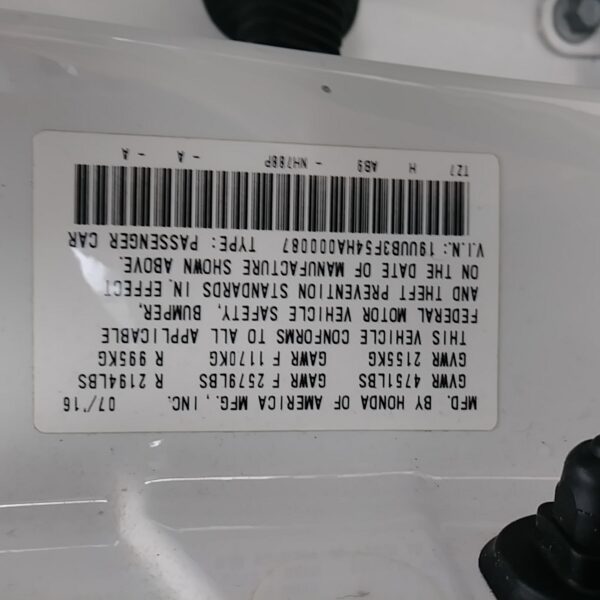 MFD. BY HONDA OF AMERICA MFG., INC. 07/'16
GVWR 4751LBS GAWR F 2579LBS R 2194LBS
GVWR 2155KG GAWR F 1170KG R 995KG
THIS VEHICLE CONFORMS TO ALL APPLICABLE
FEDERAL MOTOR VEHICLE SAFETY, BUMPER,
AND THEFT PREVENTION STANDARDS IN. EFFECT
ON THE DATE OF MANUFACTURE SHOWN ABOVE.
V.I.N.: 19UUB3F54HA000087 TYPE: PASSENGER CAR
TZ7 H AB9 - NH788P - A - A